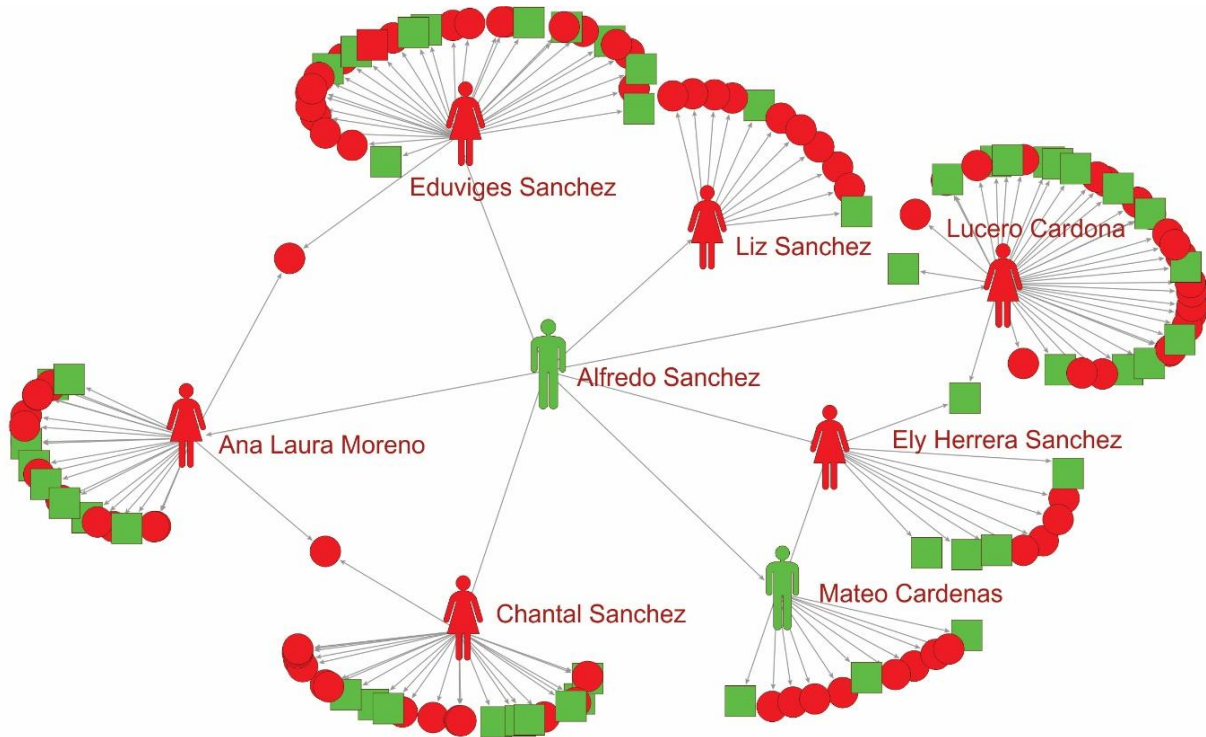 Eduviges Sanchez
Liz Sanchez
Lucero Cardona
Alfredo Sanchez
Ana Laura Moreno
Ely Herrera Sanchez
Mateo Cardenas
Chantal Sanchez